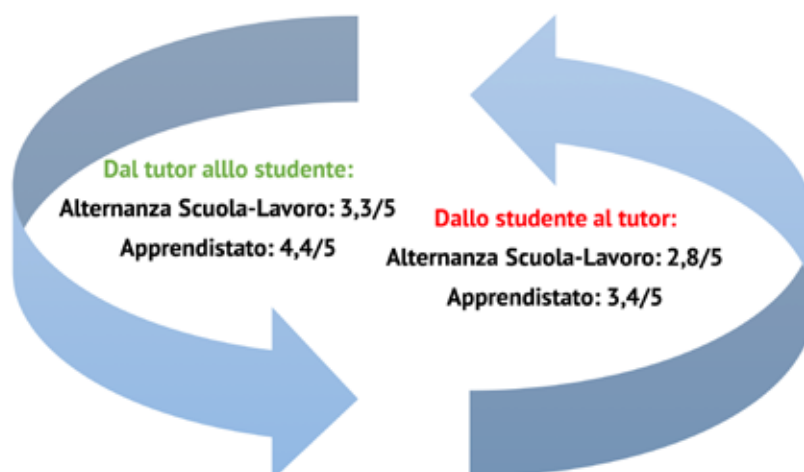 Dal tutor alllo studente:
Alternanza Scuola-Lavoro: 3,3/5
Apprendistato: 4,4/5
Dallo studente al tutor:
Alternanza Scuola-Lavoro: 2,8/5
Apprendistato: 3,4/5